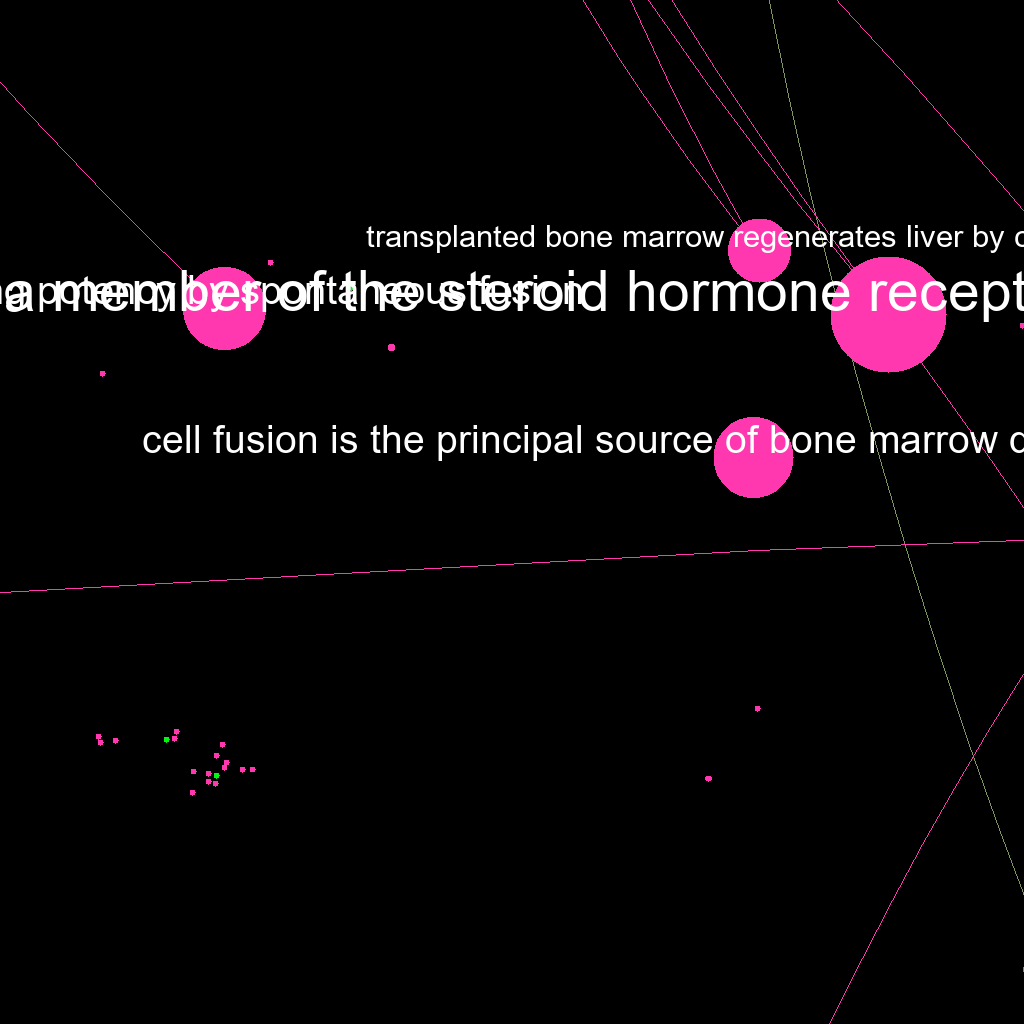 transplanted bone marrow regenerates liver by
a member of the steroid hormone recept
potency by spontaneous fusion
cell fusion is the principal source of bone marrow